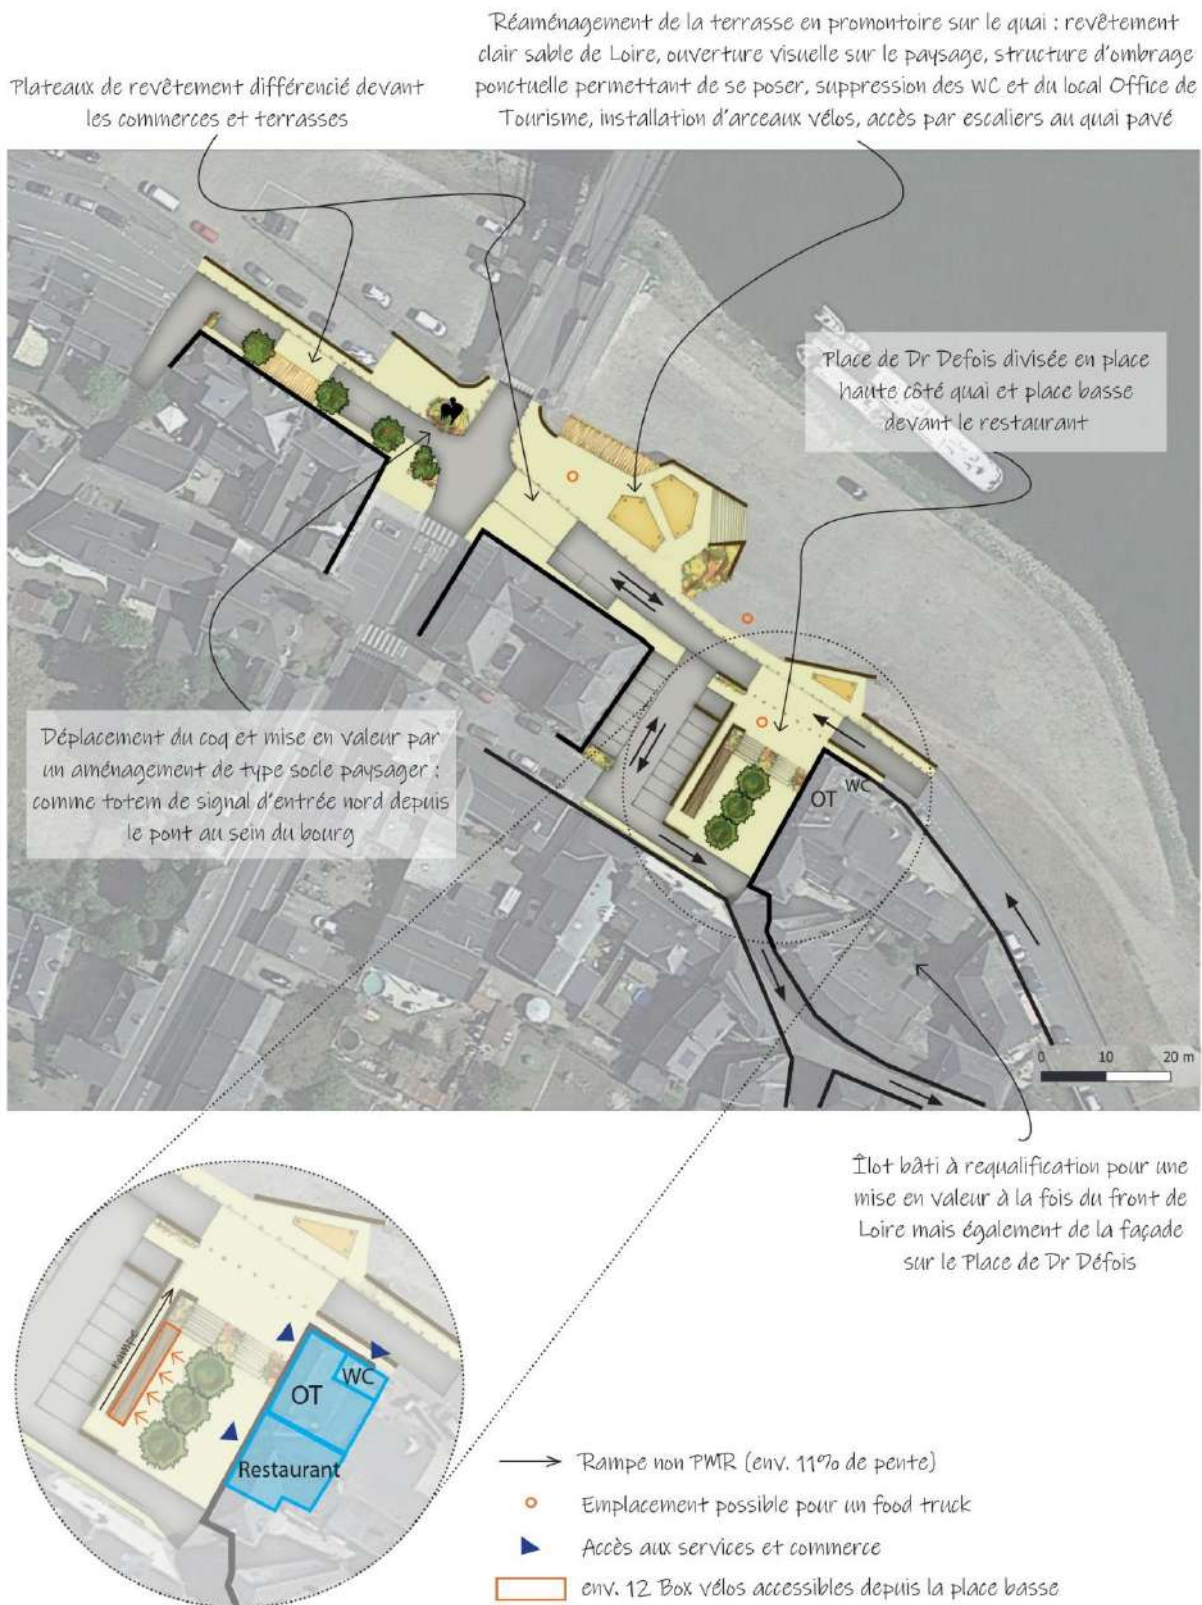 Réaménagement de la terrasse en promontoire sur le quai : revêtement
clair sable de Loire, ouverture visuelle sur le paysage, structure d'ombrage
ponctuelle permettant de se poser, suppression des WC et du local Office de
Tourisme, installation d'arceaux vélos, accès par escaliers au quai pavé
Plateaux de revêtement différencié devant
les commerces et terrasses
Place de Dr Defois divisée en place
haute côté quai et place basse
devant le restaurant
Déplacement du coq et mise en valeur par
un aménagement de type socle paysager :
comme totem de signal d'entrée nord depuis
le pont au sein du bourg
OT
WC
0 10 20 m
Îlot bâti à requalification pour une
mise en valeur à la fois du front de
Loire mais également de la façade
sur le Place de Dr Défois
rampe
OT
WC
Restaurant
Rampe non PMR (env. 11% de pente)
Emplacement possible pour un food truck
Accès aux services et commerce
env. 12 Box vélos accessibles depuis la place basse